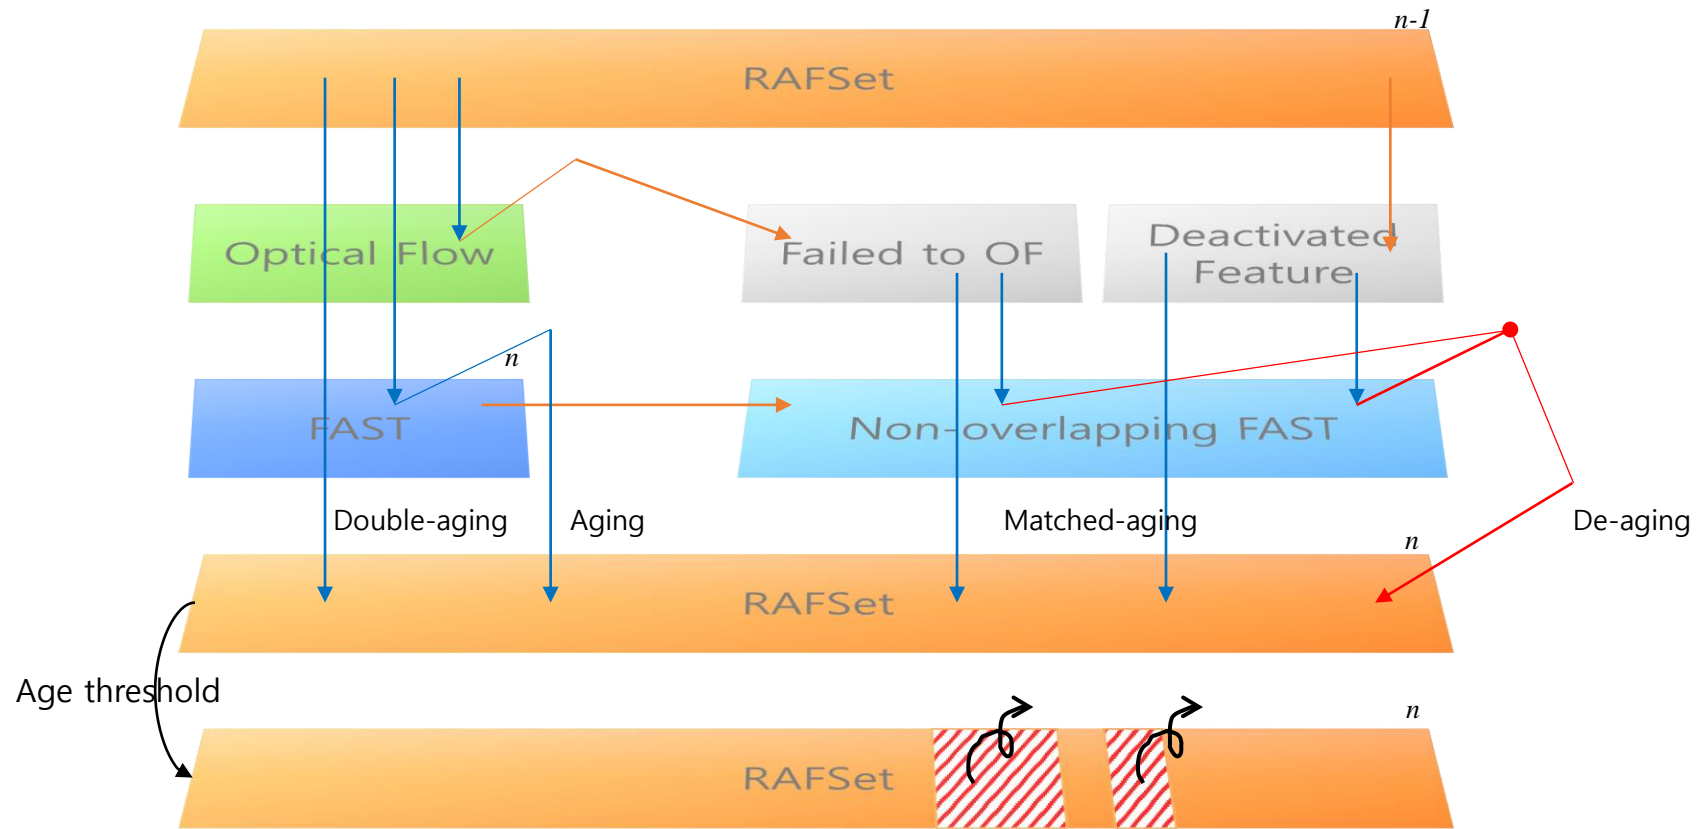 n-1
RAFSet
Optical Flow
Failed to OF
Deactivated
Feature
n
FAST
Non-overlapping FAST
Double-aging
Aging
Matched-aging
De-aging
n
RAFSet
Age threshold
n
RAFSet